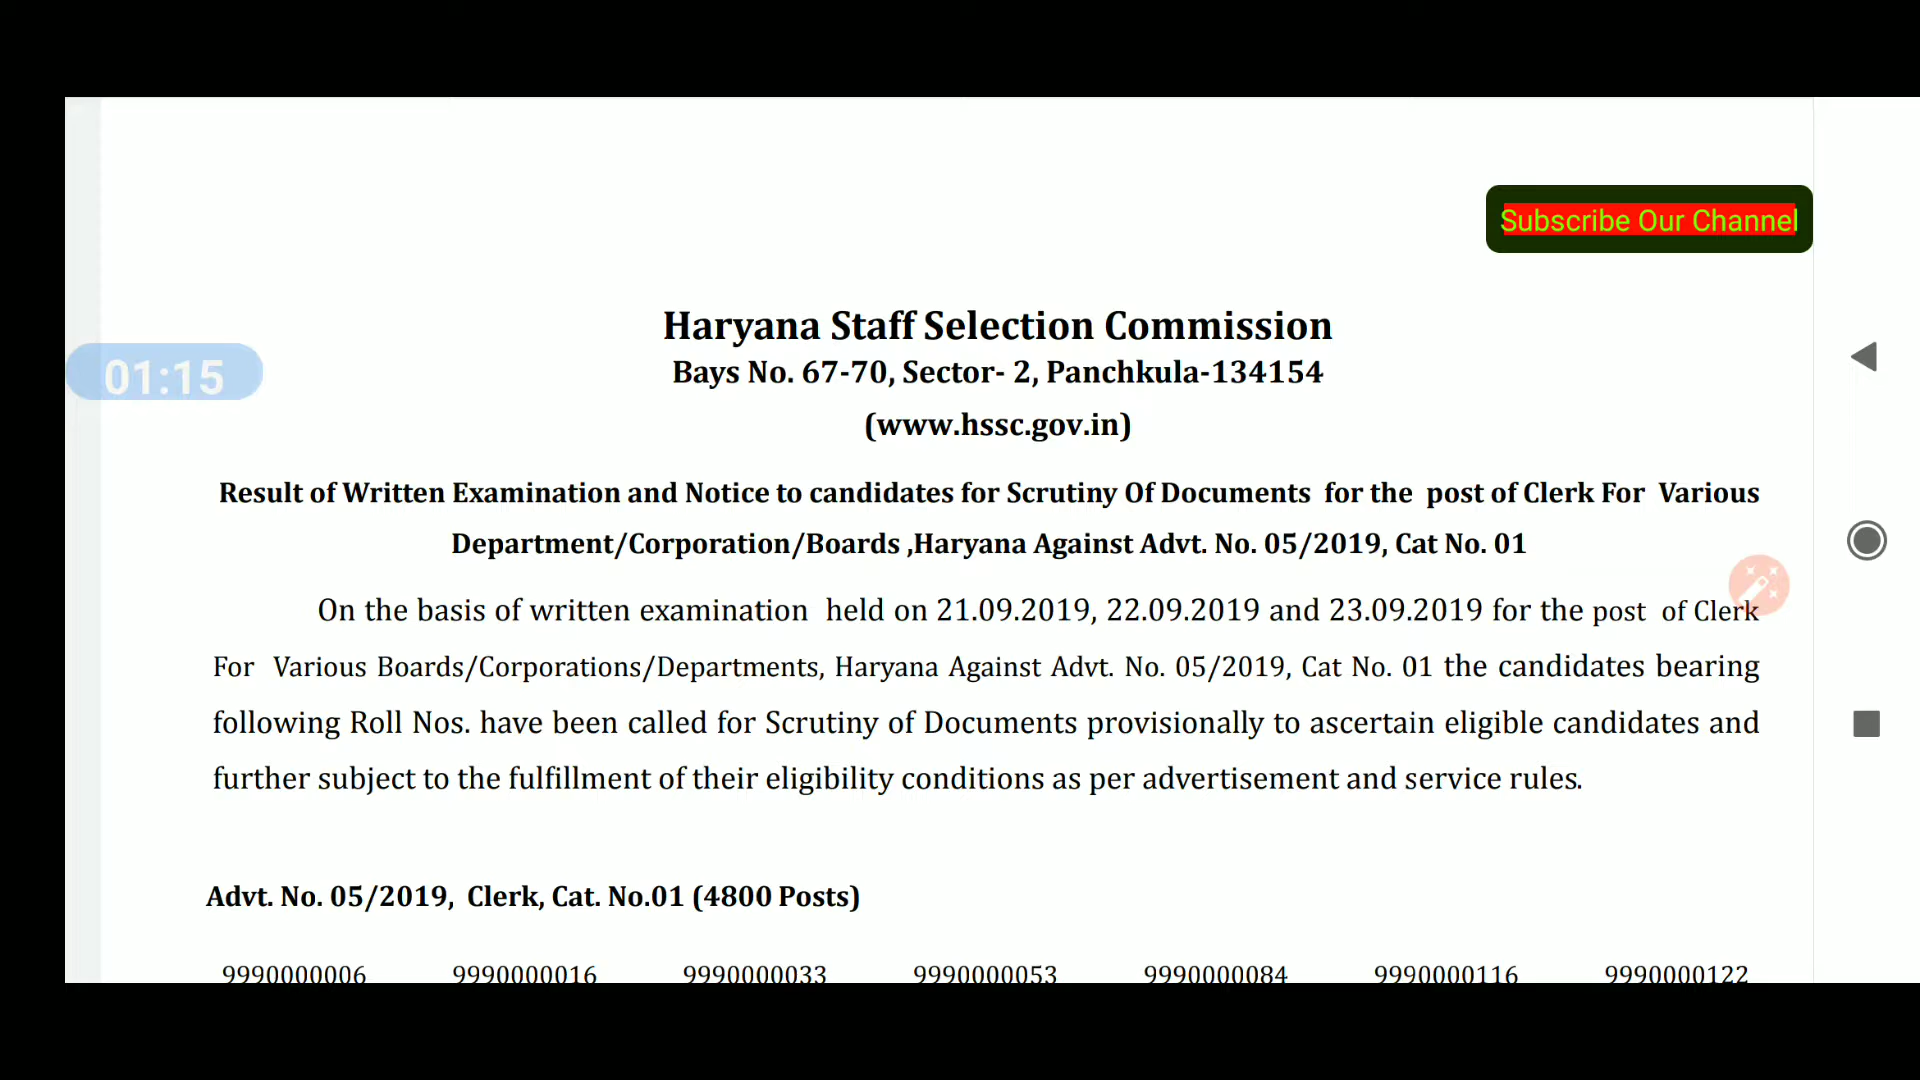 Subscribe Our Channel
Haryana Staff Selection Commission
Bays No. 67-70, Sector- 2, Panchkula-134154
01:15
(www.hssc.gov.in)
Result of Written Examination and Notice to candidates for Scrutiny Of Documents for the post of Clerk For Various
Department/Corporation/Boards ,Haryana Against Advt. No. 05/2019, Cat No. 01
On the basis of written examination held on 21.09.2019, 22.09.2019 and 23.09.2019 for the post of Clerk
For Various Boards/Corporations/Departments, Haryana Against Advt. No. 05/2019, Cat No. 01 the candidates bearing
following Roll Nos. have been called for Scrutiny of Documents provisionally to ascertain eligible candidates and
further subject to the fulfillment of their eligibility conditions as per advertisement and service rules.
Advt. No. 05/2019, Clerk, Cat. No.01 (4800 Posts)
9990000006 9990000016 9990000033 9990000053 9990000084 9990000116 9990000122